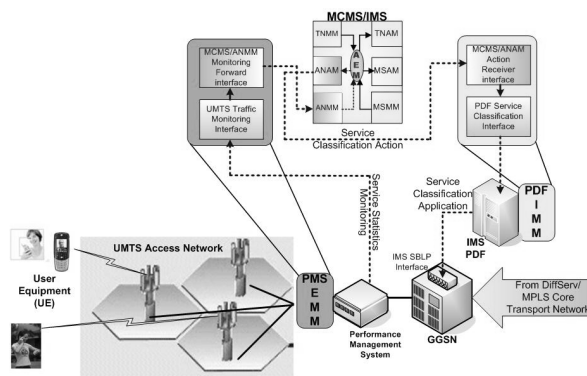 MCMS/IMS
TNMM
TNAM
ANAM
MSAM
ANMM
MSMM
A
E
M
Service
Classification Action
MCMS/ANMM
Monitoring
Forward
interface
UMTS Traffic
Monitoring
Interface
MCMS/ANAM
Action
Receiver
interface
PDF Service
Classification
Interface
Service Statistics
Monitoring
Service
Classification
Application
PDF
I
M
M
IMS
PDF
UMTS Access Network
User
Equipment
(UE)
PMS
E
M
M
IMS SBLP
Interface
Performance
Management
System
GGSN
From DiffServ/
MPLS Core
Transport Network